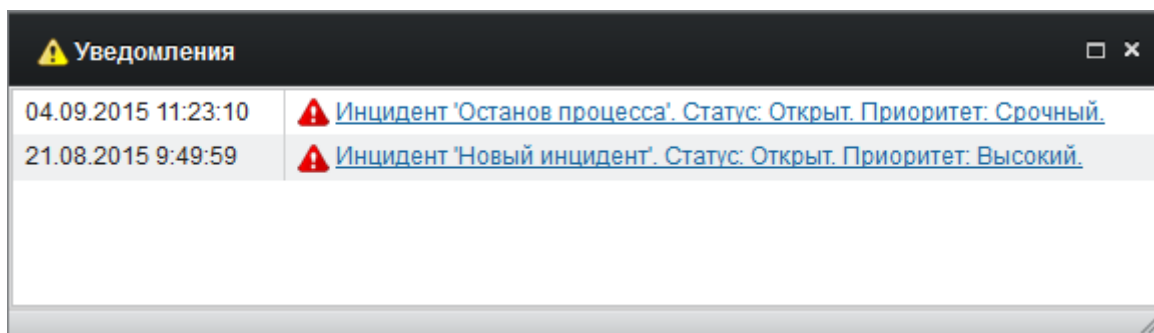 Уведомления
04.09.2015 11:23:10 Инцидент 'Останов процесса'. Статус: Открыт. Приоритет: Срочный.
21.08.2015 9:49:59 Инцидент 'Новый инцидент'. Статус: Открыт. Приоритет: Высокий.